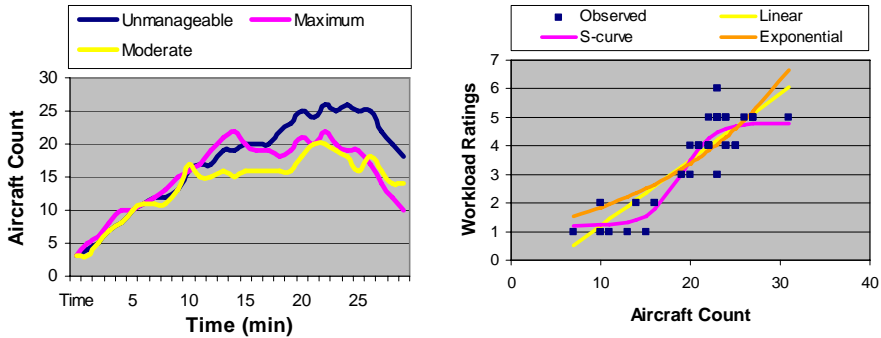 Unmanageable Maximum
Moderate
30
25
20
15
10
5
0
Aircraft Count
Time 5 10 15 20 25
Time (min)
Observed Linear
S-curve Exponential
7
6
5
4
3
2
1
0
Workload Ratings
0 10 20 30 40
Aircraft Count